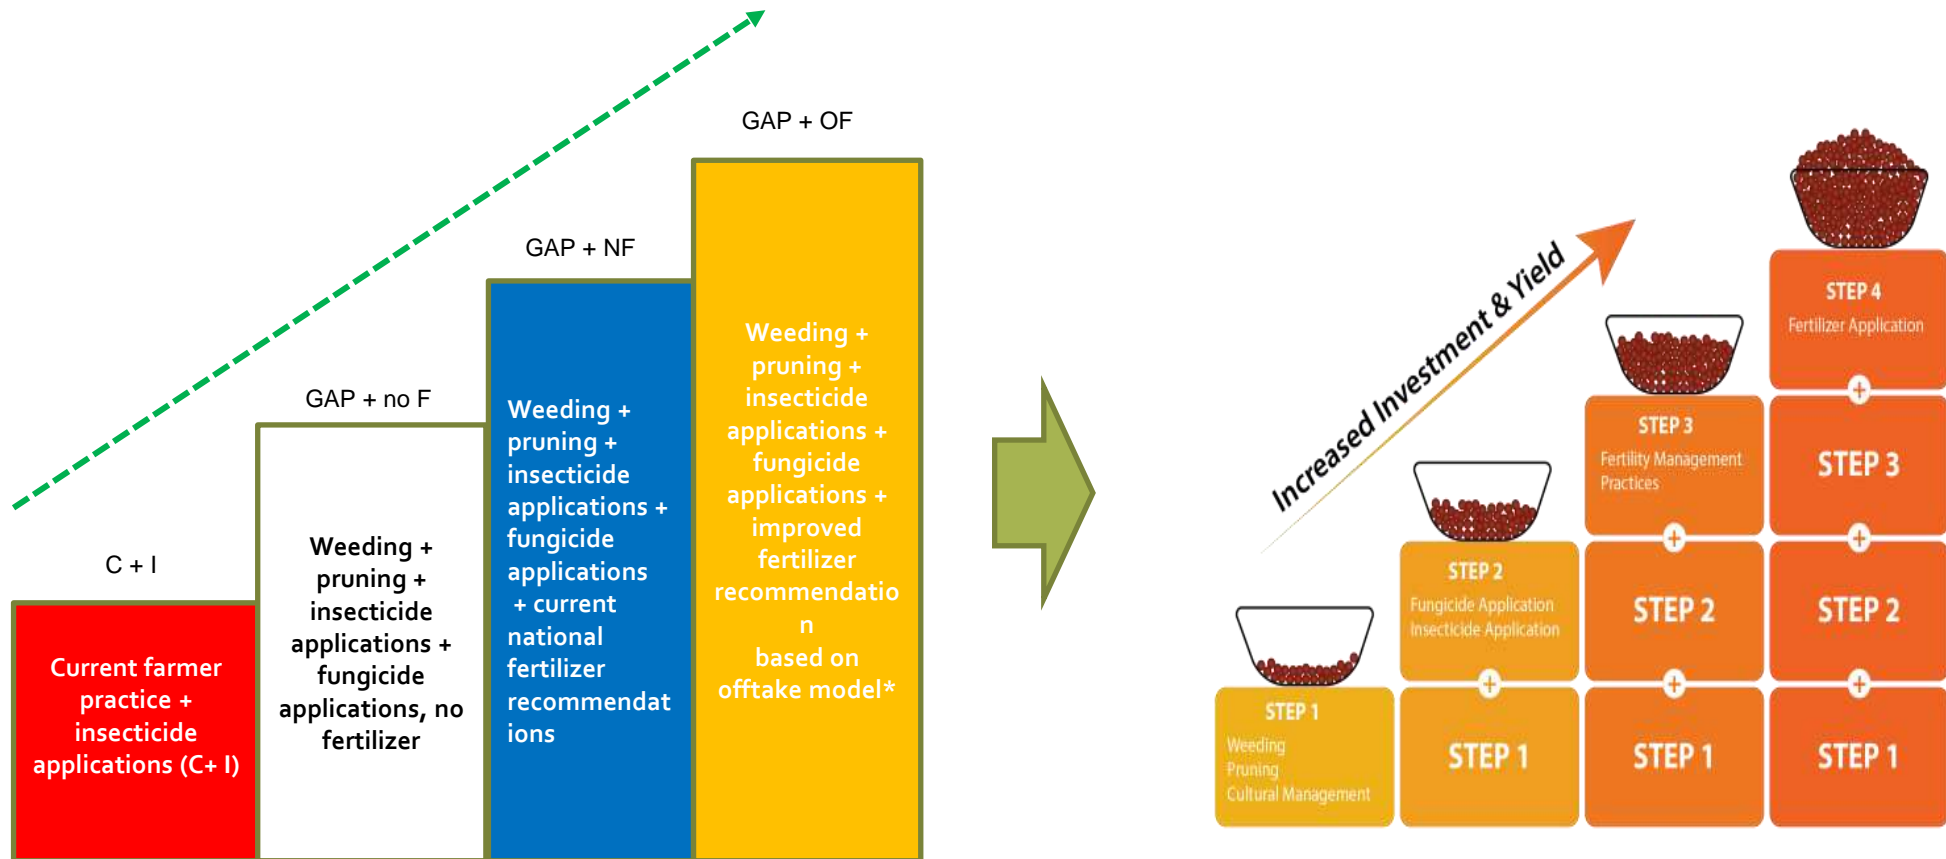 C + I
Current farmer
practice +
insecticide
applications (C+ I)
GAP + no F
Weeding +
pruning +
insecticide
applications +
fungicide
applications, no
fertilizer
GAP + NF
Weeding +
pruning +
insecticide
applications +
fungicide
applications
+ current
national
fertilizer
recommendat
ions
GAP + OF
Weeding +
pruning +
insecticide
applications +
fungicide
applications +
improved
fertilizer
recommendatio
n
based on
offtake model*
Increased Investment & Yield
STEP 1
Weeding
Pruning
Cultural Management
STEP 2
Fungicide Application
Insecticide Application
+
STEP 1
STEP 3
Fertility Management
Practices
+
STEP 2
+
STEP 1
STEP 4
Fertilizer Application
+
STEP 3
+
STEP 2
+
STEP 1